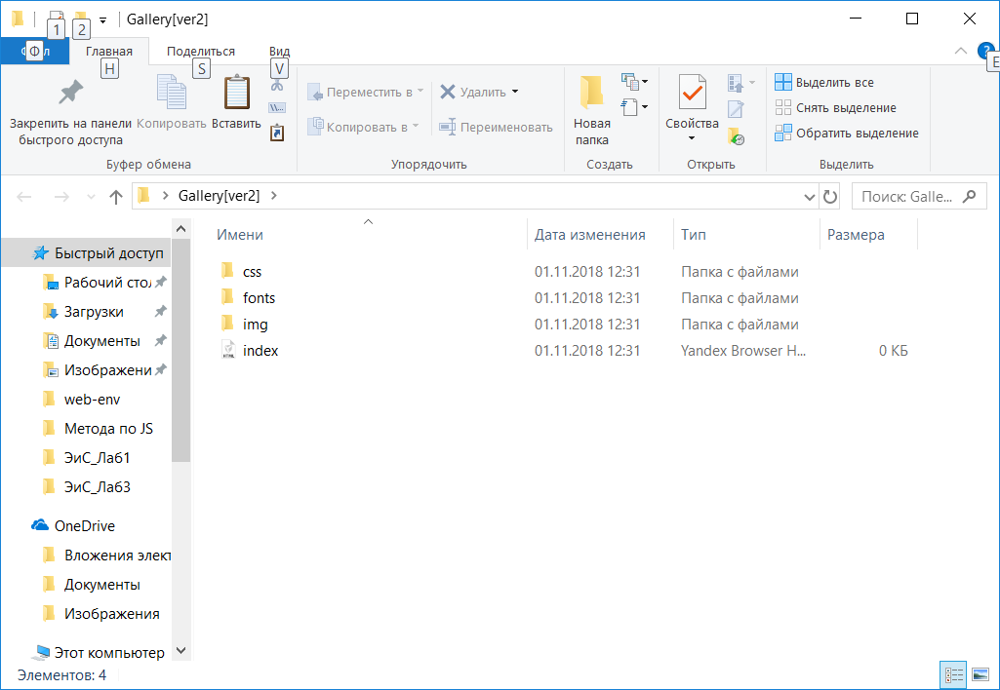 1
2
Gallery[ver2]
Ф
л
Главная
Поделиться
Вид
?
H
S
V
E
Закрепить на панели быстрого доступа
Копировать
Вставить
W...
Переместить в
Копировать в
Удалить
Переименовать
Новая папка
Свойства
Выделить все
Снять выделение
Обратить выделение
Буфер обмена
Упорядочить
Создать
Открыть
Выделить
Gallery[ver2]
Поиск: Galle...
Имени
Дата изменения
Тип
Размера
css 01.11.2018 12:31 Папка с файлами
fonts 01.11.2018 12:31 Папка с файлами
img 01.11.2018 12:31 Папка с файлами
index 01.11.2018 12:31 Yandex Browser H... 0 КБ
Быстрый доступ
Рабочий стол
Загрузки
Документы
Изображени
web-env
Метода по JS
ЭиС_Лаб1
ЭиС_Лаб3
OneDrive
Вложения элект
Документы
Изображения
Этот компьютер
Элементов: 4